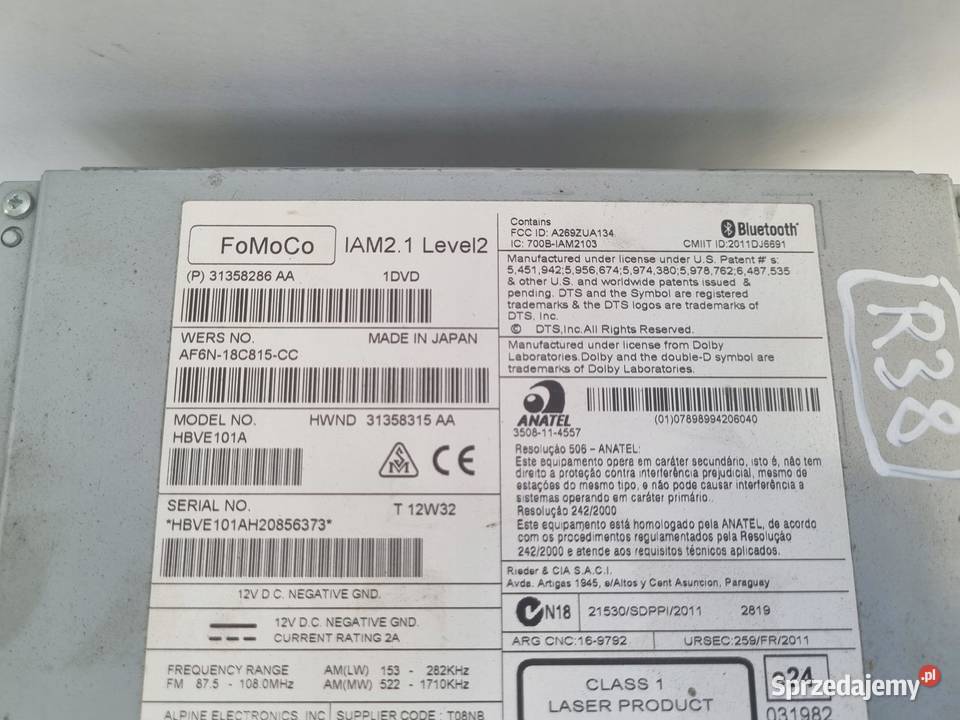 FoMoCo IAM2.1 Level2
(P) 31358286 AA 1DVD
WERS NO. MADE IN JAPAN
AF6N-18C815-CC
MODEL NO. HWND 31358315 AA
HBVE101A
CE
SERIAL NO. T 12W32
*HBVE101AH20856373*
12V D.C. NEGATIVE GND.
12V D.C. NEGATIVE GND.
CURRENT RATING 2A
FREQUENCY RANGE AM(LW) 153 - 282KHz
FM 87.5 - 108.0MHz AM(MW) 522 - 1710KHz
ALPINE ELECTRONICS, INC SUPPLIER CODE : T08NB
Contains
FCC ID: A269ZUA134
IC: 700B-IAM2103
Bluetooth®
CMIIT ID:2011DJ6691
Manufactured under license under U.S. Patent # s:
5,451,942;5,956,674;5,974,380;5,978,762;6,487,535
& other U.S. and worldwide patents issued &
pending. DTS and the Symbol are registered
trademarks & the DTS logos are trademarks of
DTS, Inc.
© DTS,Inc.All Rights Reserved.
Manufactured under license from Dolby
Laboratories.Dolby and the double-D symbol are
trademarks of Dolby Laboratories.
ANATEL
3508-11-4557
(01)07898994206040
Resolução 506 - ANATEL:
Este equipamento opera em caráter secundário, isto é, não tem
direito a proteção contra interferência prejudicial, mesmo de
estações do mesmo tipo, e não pode causar interferência a
sistemas operando em caráter primário.
Resolução 242/2000
Este equipamento está homologado pela ANATEL, de acordo
com os procedimentos regulamentados pela Resolução
242/2000 e atende aos requisitos técnicos aplicados.
Rieder & CIA S.A.C.I.
Avda. Artigas 1945, e/Altos y Cent Asuncion, Paraguay
N18 21530/SDPPI/2011 2819
ARG CNC:16-9792 URSEC:259/FR/2011
CLASS 1
LASER PRODUCT
24
031982
R38
Sprzedajemy.pl